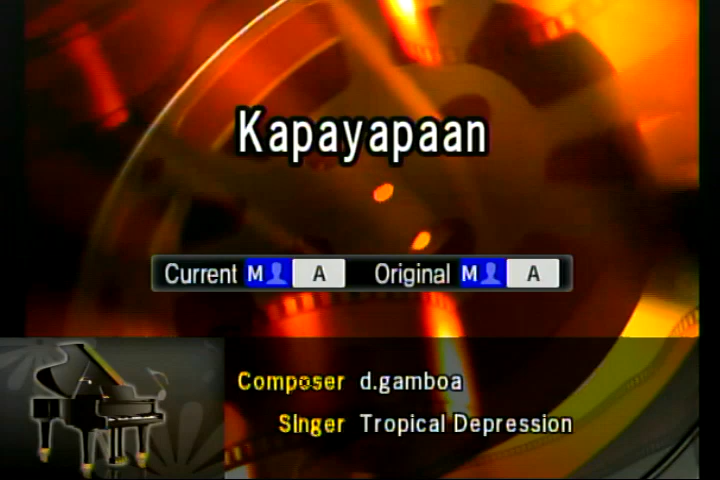 Kapayapaan
Current M A Original M A
Composer d.gamboa
Singer Tropical Depression